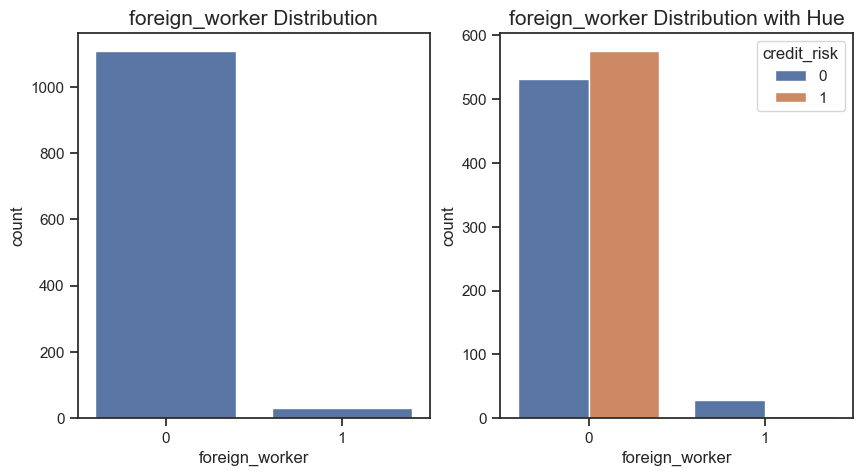 foreign_worker Distribution
1000
800
600
400
200
0
count
0 1
foreign_worker
foreign_worker Distribution with Hue
600
500
400
300
200
100
0
count
credit_risk
0
1
0 1
foreign_worker